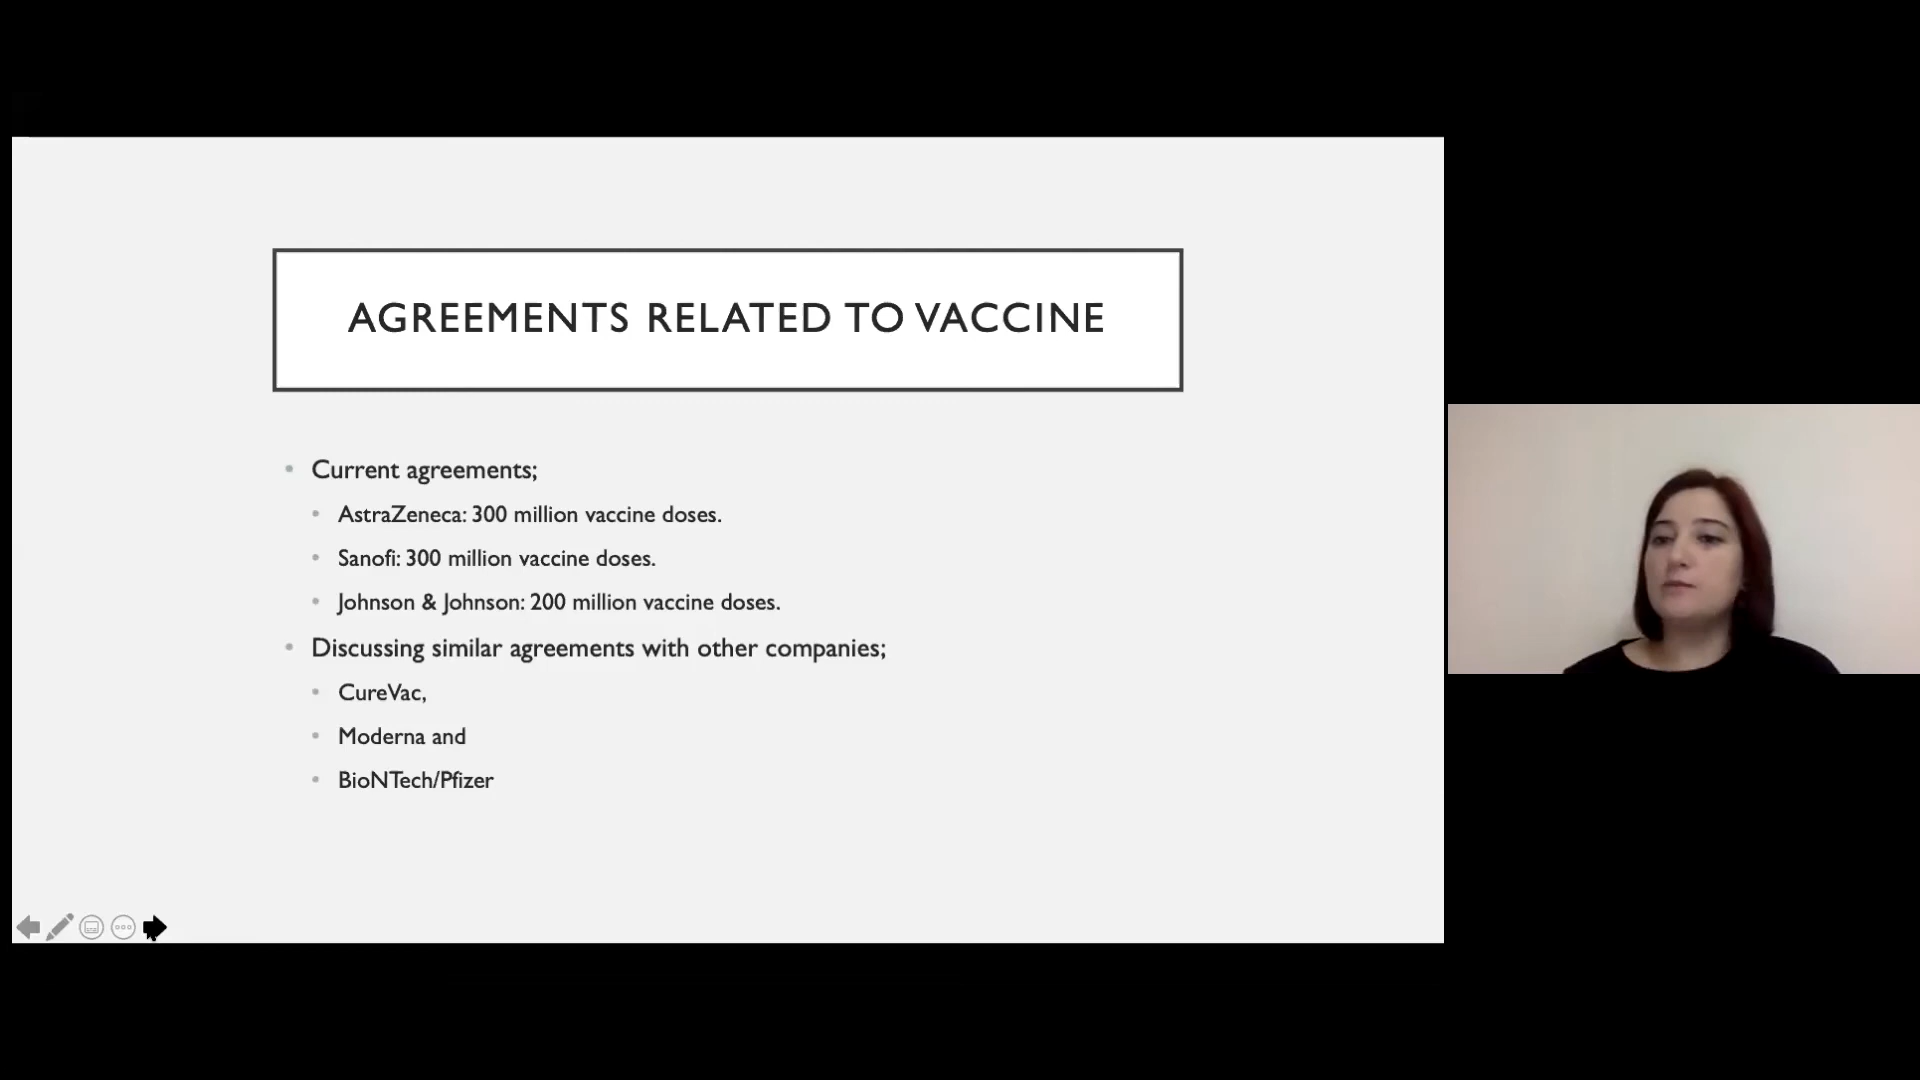 AGREEMENTS RELATED TO VACCINE
Current agreements;
AstraZeneca: 300 million vaccine doses.
Sanofi: 300 million vaccine doses.
Johnson & Johnson: 200 million vaccine doses.
Discussing similar agreements with other companies;
CureVac,
Moderna and
BioNTech/Pfizer